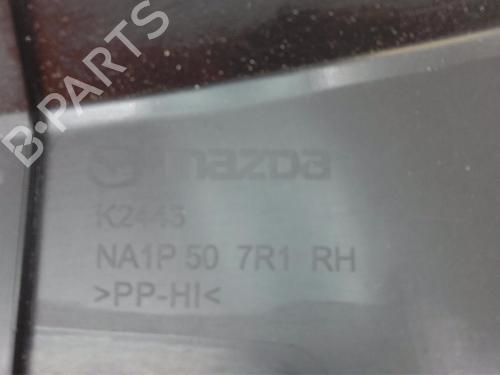 B-PARTS
mazda
K2443
NA1P 50 7R1 RH
>PP-HI<